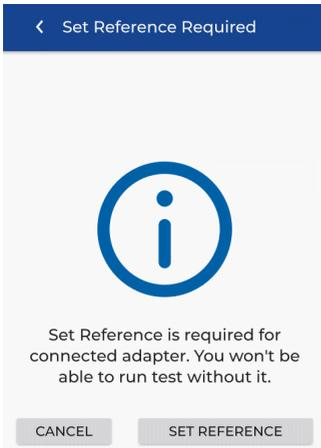 Set Reference Required
Set Reference is required for
connected adapter. You won't be
able to run test without it.
CANCEL
SET REFERENCE